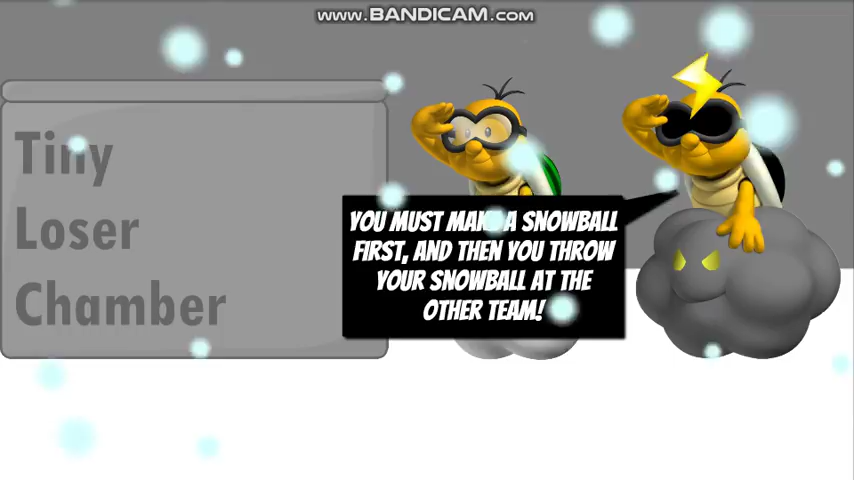 www.BANDICAM.com
Tiny
Loser
Chamber
YOU MUST MAKE A SNOWBALL
FIRST, AND THEN YOU THROW
YOUR SNOWBALL AT THE
OTHER TEAM!